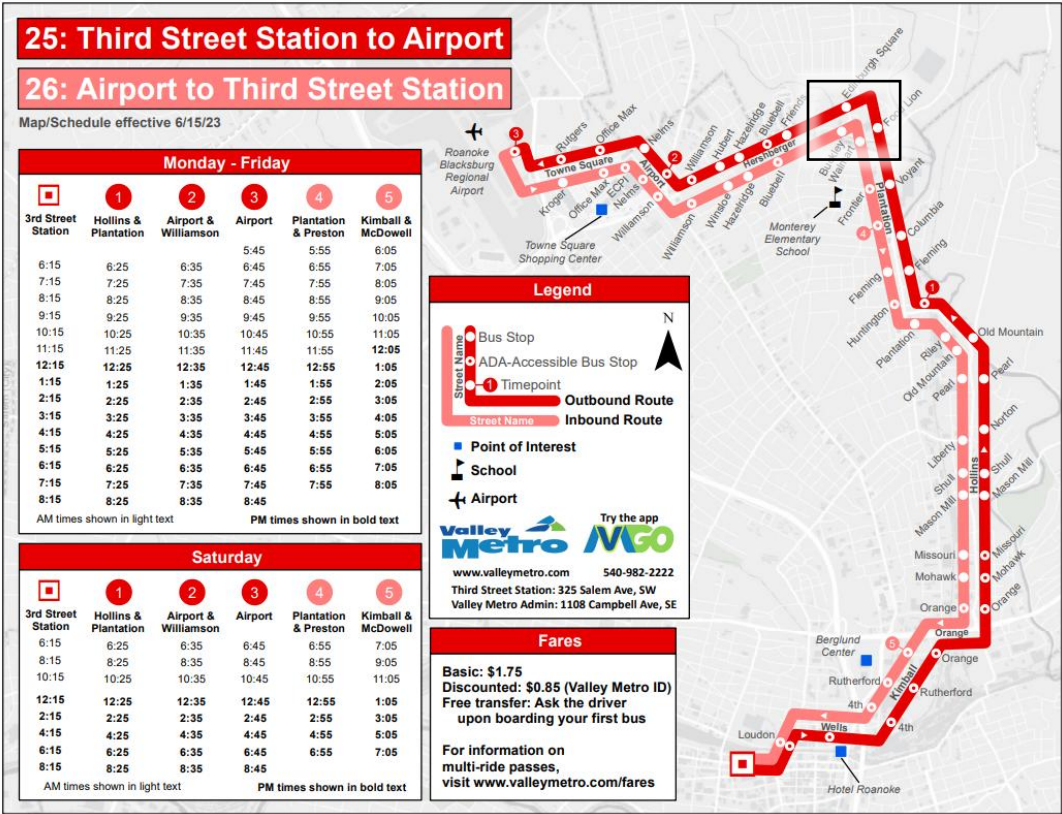 25: Third Street Station to Airport
26: Airport to Third Street Station
Map/Schedule effective 6/15/23
Monday - Friday
1 2 3 4 5
3rd Street Station Hollins & Plantation Airport & Williamson Airport Plantation & Preston Kimball & McDowell
5:45 5:55 6:05
6:15 6:25 6:35 6:45 6:55 7:05
7:15 7:25 7:35 7:45 7:55 8:05
8:15 8:25 8:35 8:45 8:55 9:05
9:15 9:25 9:35 9:45 9:55 10:05
10:15 10:25 10:35 10:45 10:55 11:05
11:15 11:25 11:35 11:45 11:55 12:05
12:15 12:25 12:35 12:45 12:55 1:05
1:15 1:25 1:35 1:45 1:55 2:05
2:15 2:25 2:35 2:45 2:55 3:05
3:15 3:25 3:35 3:45 3:55 4:05
4:15 4:25 4:35 4:45 4:55 5:05
5:15 5:25 5:35 5:45 5:55 6:05
6:15 6:25 6:35 6:45 6:55 7:05
7:15 7:25 7:35 7:45 7:55 8:05
8:15 8:25 8:35 8:45
AM times shown in light text PM times shown in bold text
Saturday
1 2 3 4 5
3rd Street Station Hollins & Plantation Airport & Williamson Airport Plantation & Preston Kimball & McDowell
6:15 6:25 6:35 6:45 6:55 7:05
8:15 8:25 8:35 8:45 8:55 9:05
10:15 10:25 10:35 10:45 10:55 11:05
12:15 12:25 12:35 12:45 12:55 1:05
2:15 2:25 2:35 2:45 2:55 3:05
4:15 4:25 4:35 4:45 4:55 5:05
6:15 6:25 6:35 6:45 6:55 7:05
8:15 8:25 8:35 8:45
AM times shown in light text PM times shown in bold text
Legend
N
Street Name
Bus Stop
ADA-Accessible Bus Stop
1 Timepoint
Outbound Route
Street Name
Inbound Route
Point of Interest
School
Airport
Try the app
Valley Metro
MGO
www.valleymetro.com 540-982-2222
Third Street Station: 325 Salem Ave, SW
Valley Metro Admin: 1108 Campbell Ave, SE
Fares
Basic: $1.75
Discounted: $0.85 (Valley Metro ID)
Free transfer: Ask the driver
upon boarding your first bus
For information on
multi-ride passes,
visit www.valleymetro.com/fares
Roanoke
Blacksburg
Regional
Airport
3
Rutgers
Office Max
Nelms
2
Williamson
Hubert
Hazelridge
Bluebell
Friendship
Edinburgh Square
Food Lion
Towne Square
Airport
Hershberger
Kroger
Office Max
ECPI
Nelms
Williamson
Williamson
Winsloe
Hazelridge
Bluebell
Buckley
Walmart
Towne Square
Shopping Center
Monterey
Elementary
School
Frontier
Plantation
Voyant
4
Columbia
Fleming
Fleming
1
Huntington
Plantation
Riley
Old Mountain
Old Mountain
Pearl
Pearl
Norton
Liberty
Hollins
Shull
Shull
Mason Mill
Mason Mill
Missouri
Missouri
Mohawk
Mohawk
Orange
Orange
Orange
5
Orange
Berglund
Center
Rutherford
Kimball
Rutherford
4th
4th
Wells
Loudon
Hotel Roanoke